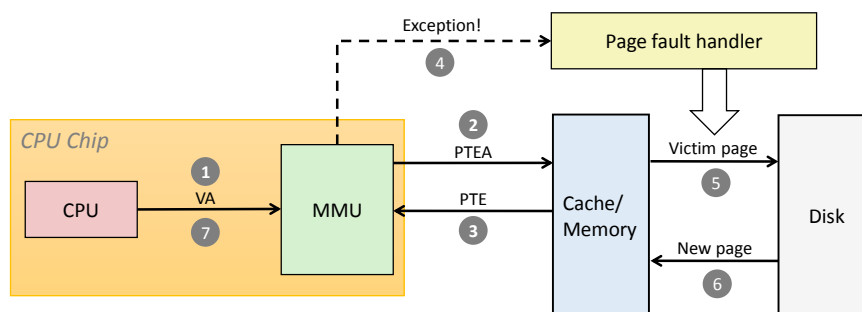 Exception!
4
Page fault handler
CPU Chip
2
PTEA
Victim page
5
1
VA
7
CPU
MMU
PTE
3
Cache/
Memory
Disk
New page
6